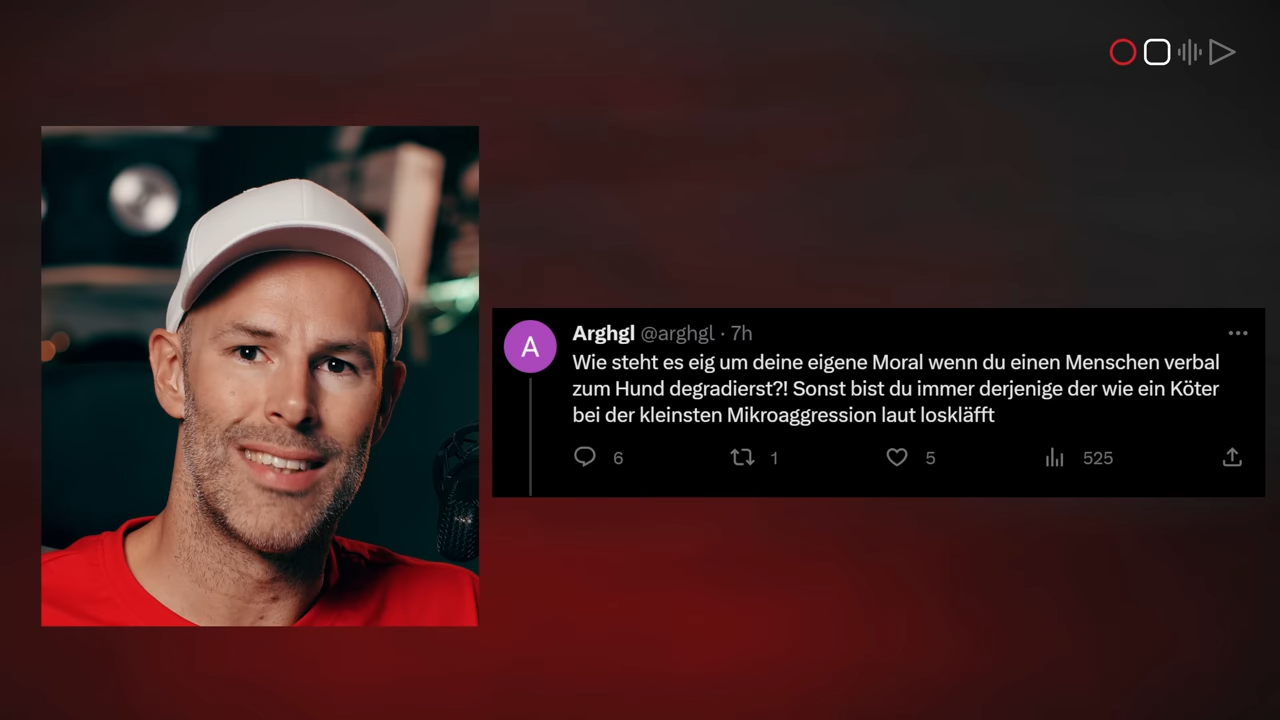 A
Arghgl @arghgl · 7h
Wie steht es eig um deine eigene Moral wenn du einen Menschen verbal
zum Hund degradierst?! Sonst bist du immer derjenige der wie ein Köter
bei der kleinsten Mikroaggression laut loskläfft
6 1 5 525